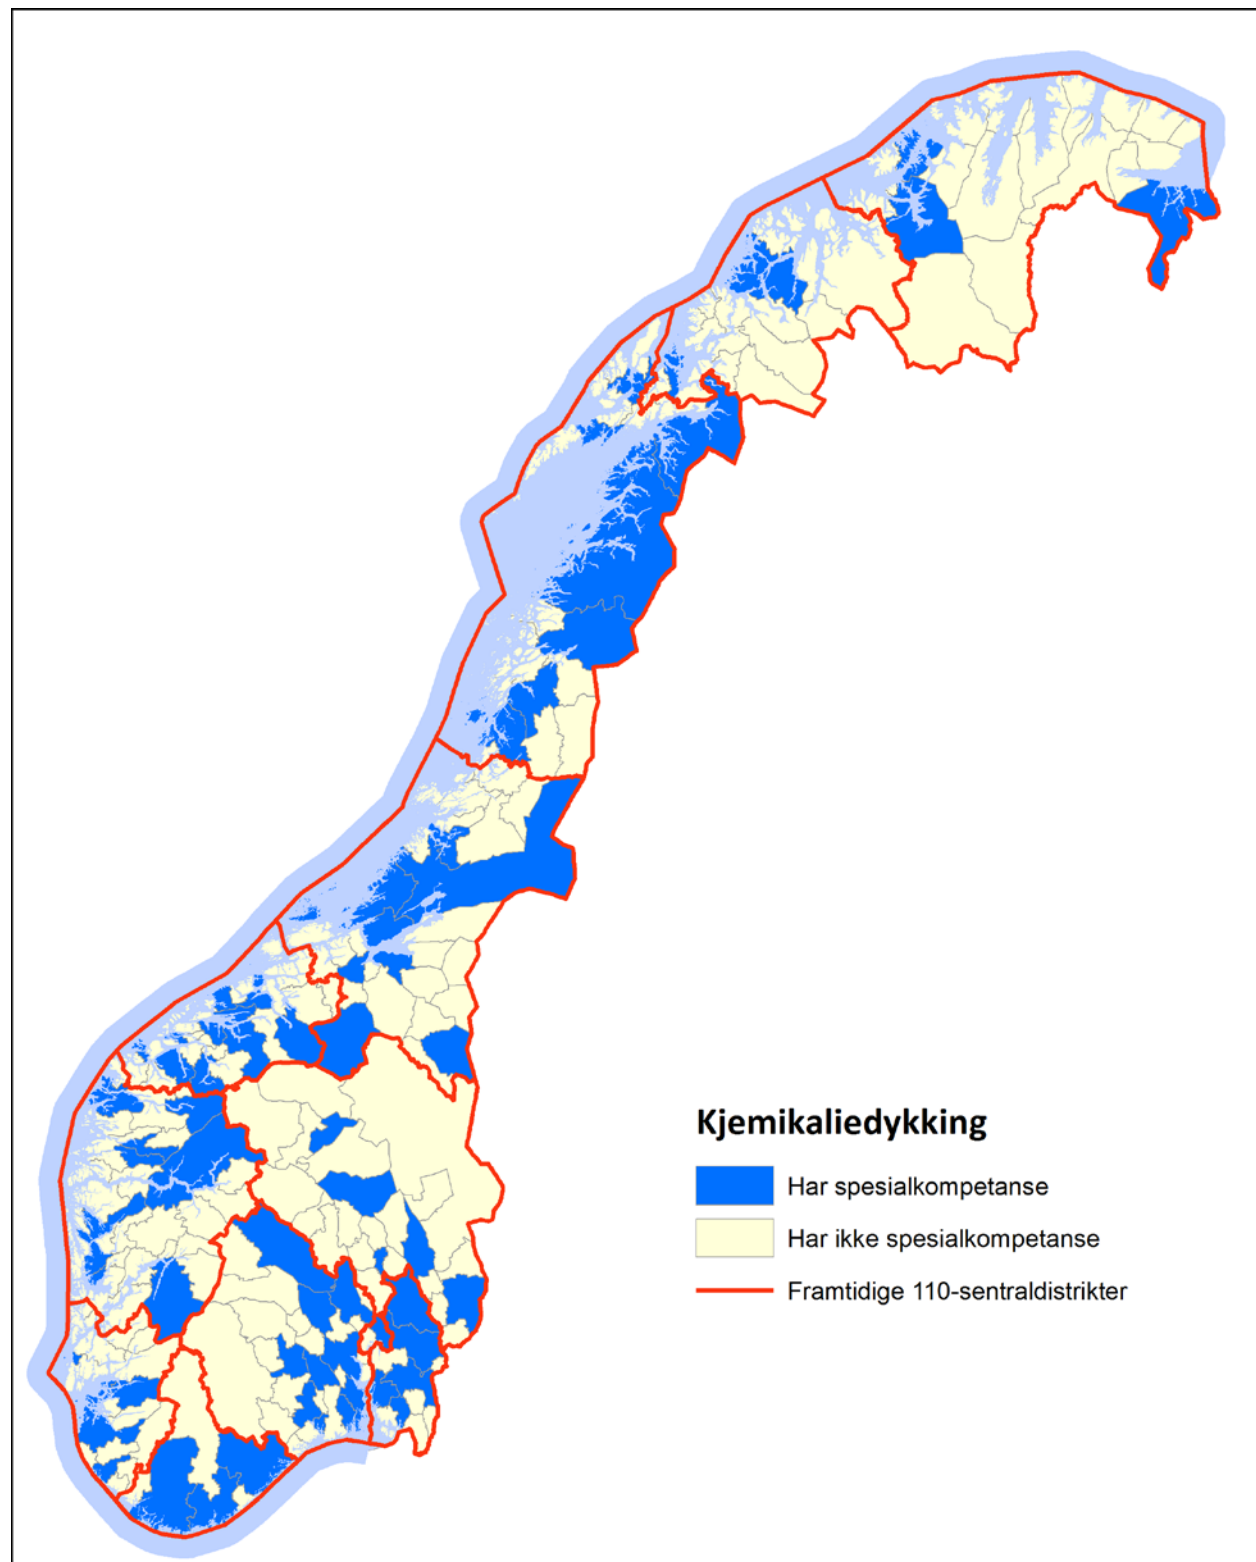 Kjemikaliedykking
Har spesialkompetanse
Har ikke spesialkompetanse
Framtidige 110-sentraldistrikter